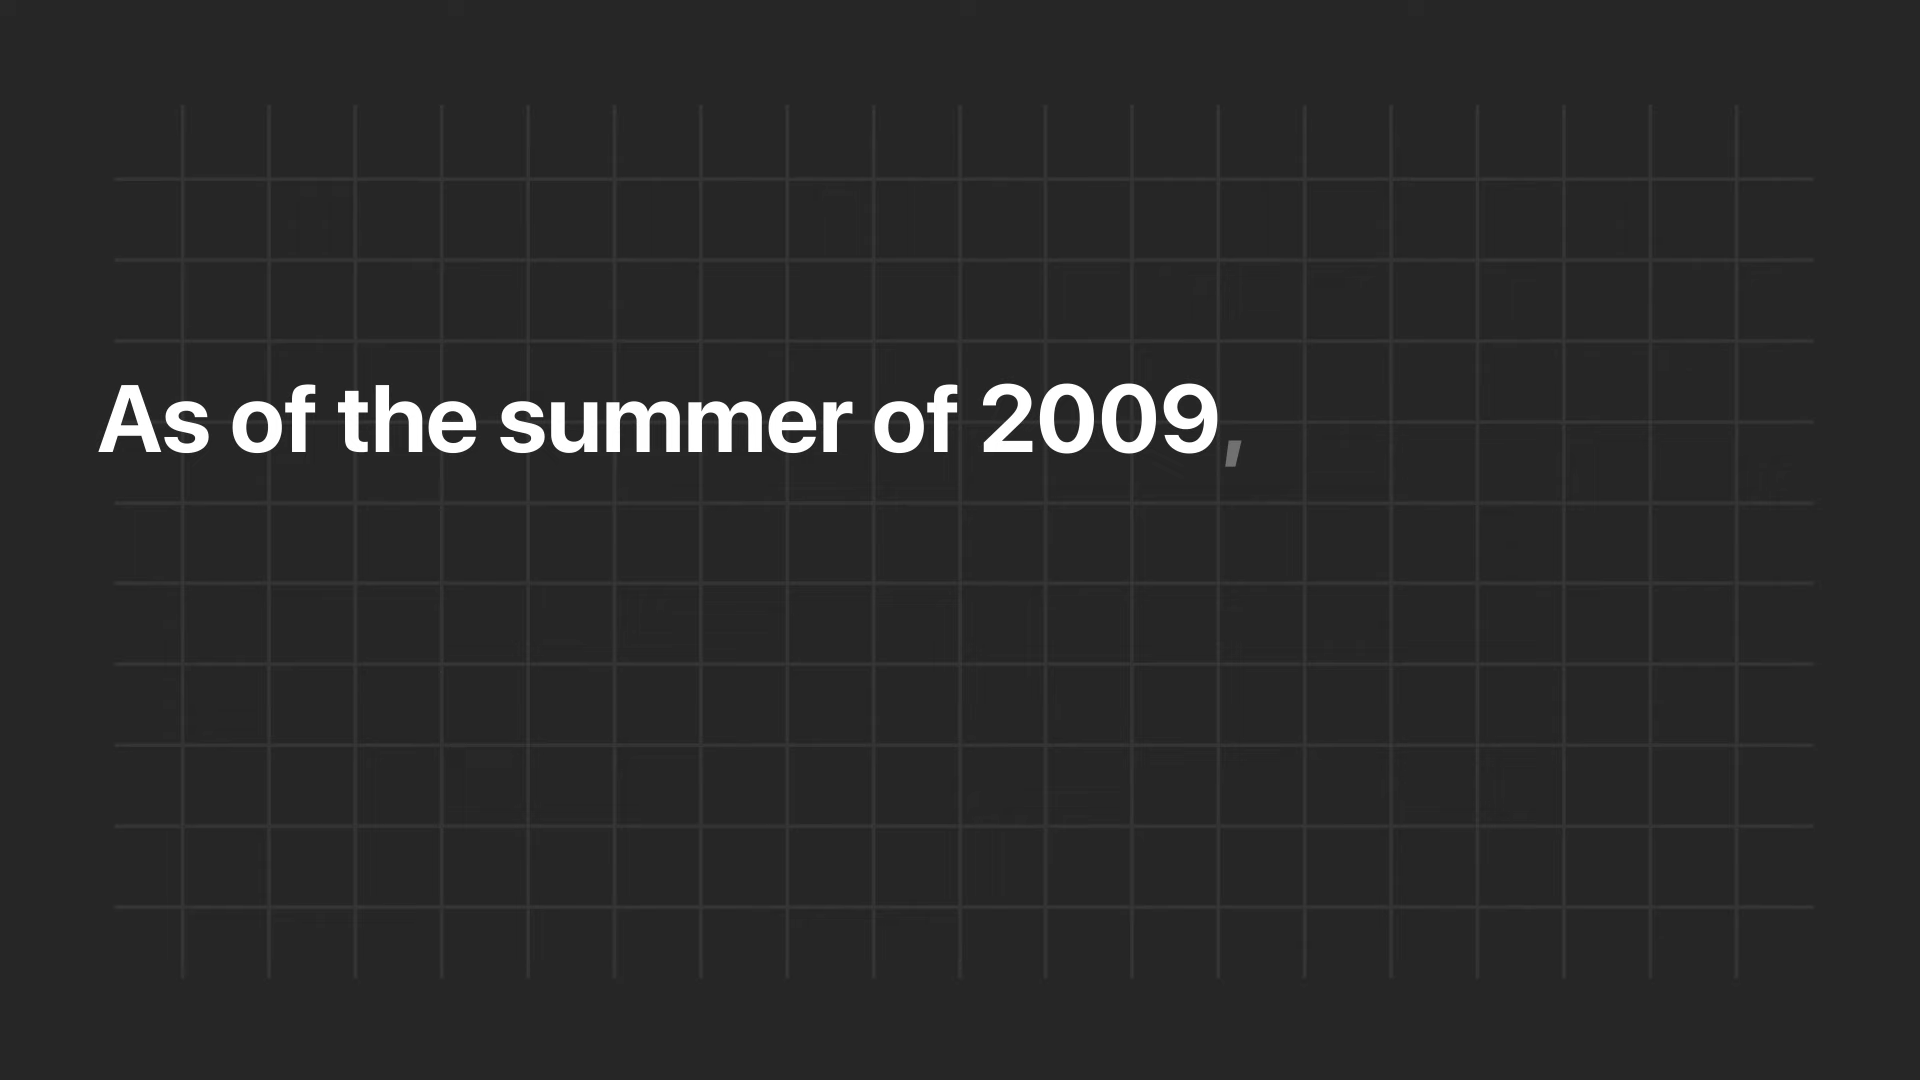 As of the summer of 2009,